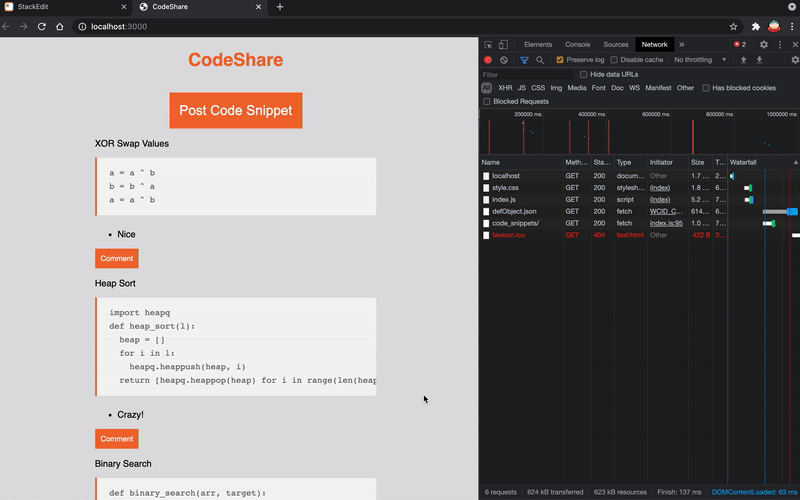 StackEdit
CodeShare
localhost:3000
CodeShare
Post Code Snippet
XOR Swap Values
a = a ^ b
b = b ^ a
a = a ^ b
Nice
Comment
Heap Sort
import heapq
def heap_sort(l):
heap = []
for i in l:
heapq.heappush(heap, i)
return [heapq.heappop(heap) for i in range(len(heap
Crazy!
Comment
Binary Search
def binary_search(arr, target):
Elements Console Sources Network » 2
Preserve log Disable cache No throttling
Filter Hide data URLs
All XHR JS CSS Img Media Font Doc WS Manifest Other Has blocked cookies
Blocked Requests
200000 ms 400000 ms 600000 ms 800000 ms 1000000 ms
Name Meth... Sta... Type Initiator Size T... Waterfall
localhost GET 200 docum... Other 1.7 ... 2...
style.css GET 200 stylesh... (index) 1.8 ... 6...
index.js GET 200 script (index) 5.2 ... 7...
defObject.json GET 200 fetch WCID_C... 614... 6...
code_snippets/ GET 200 fetch index.js:95 1.0 ... 7...
favicon.ico GET 404 text/html Other 422 B 3...
6 requests 624 kB transferred 623 kB resources Finish: 137 ms DOMContentLoaded: 63 ms